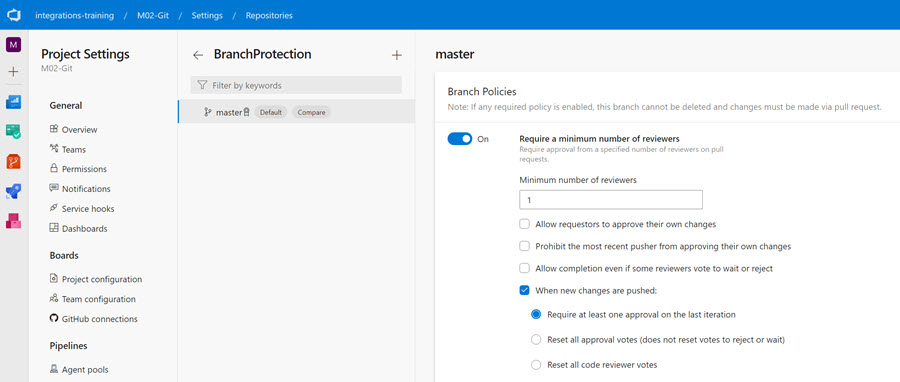 integrations-training / M02-Git / Settings / Repositories
M
Project Settings
M02-Git
General
Overview
Teams
Permissions
Notifications
Service hooks
Dashboards
Boards
Project configuration
Team configuration
GitHub connections
Pipelines
Agent pools
BranchProtection
Filter by keywords
master Default Compare
master
Branch Policies
Note: If any required policy is enabled, this branch cannot be deleted and changes must be made via pull request.
On Require a minimum number of reviewers
Require approval from a specified number of reviewers on pull
requests.
Minimum number of reviewers
1
Allow requestors to approve their own changes
Prohibit the most recent pusher from approving their own changes
Allow completion even if some reviewers vote to wait or reject
When new changes are pushed:
Require at least one approval on the last iteration
Reset all approval votes (does not reset votes to reject or wait)
Reset all code reviewer votes